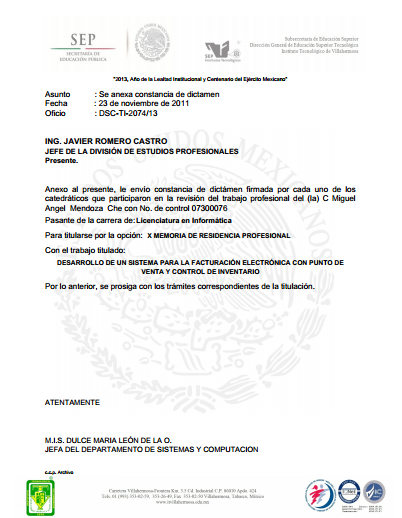 SEP
SECRETARÍA DE
EDUCACIÓN PÚBLICA
SEP
Subsecretaría de Educación Superior
Dirección General de Educación Superior Tecnológica
Instituto Tecnológico de Villahermosa
"2013, Año de la Lealtad Institucional y Centenario del Ejército Mexicano"
Asunto : Se anexa constancia de dictamen
Fecha : 23 de noviembre de 2011
Oficio : DSC-TI-2074/13
ING. JAVIER ROMERO CASTRO
JEFE DE LA DIVISIÓN DE ESTUDIOS PROFESIONALES
Presente.
Anexo al presente, le envío constancia de dictámen firmada por cada uno de los
catedráticos que participaron en la revisión del trabajo profesional del (la) C Miguel
Angel Mendoza Che con No. de control 07300076
Pasante de la carrera de: Licenciatura en Informática
Para titularse por la opción: X MEMORIA DE RESIDENCIA PROFESIONAL
Con el trabajo titulado:
DESARROLLO DE UN SISTEMA PARA LA FACTURACIÓN ELECTRÓNICA CON PUNTO DE
VENTA Y CONTROL DE INVENTARIO
Por lo anterior, se prosiga con los trámites correspondientes de la titulación.
ATENTAMENTE
M.I.S. DULCE MARIA LEÓN DE LA O.
JEFA DEL DEPARTAMENTO DE SISTEMAS Y COMPUTACION
c.c.p. Archivo
Carretera Villahermosa-Frontera Km. 3.5 Cd. Industrial C.P. 86010 Apdo. 424
Tels. 01 (993) 353-02-59, 353-26-49, Fax 353-02-50 Villahermosa, Tabasco, México
www.itvillahermosa.edu.mx